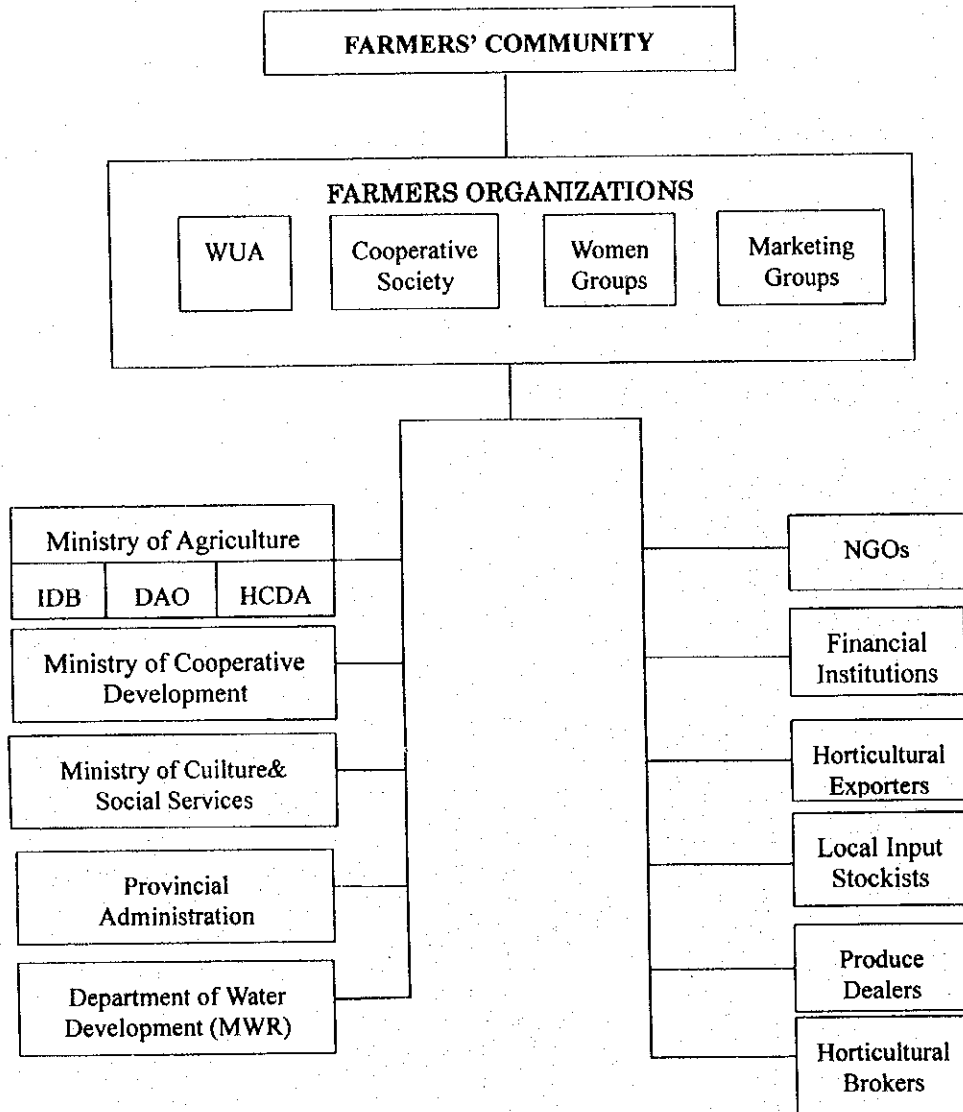 FARMERS' COMMUNITY
FARMERS ORGANIZATIONS
WUA
Cooperative
Society
Women
Groups
Marketing
Groups
Ministry of Agriculture
IDB DAO HCDA
Ministry of Cooperative
Development
Ministry of Cuilture&
Social Services
Provincial
Administration
Department of Water
Development (MWR)
NGOs
Financial
Institutions
Horticultural
Exporters
Local Input
Stockists
Produce
Dealers
Horticultural
Brokers